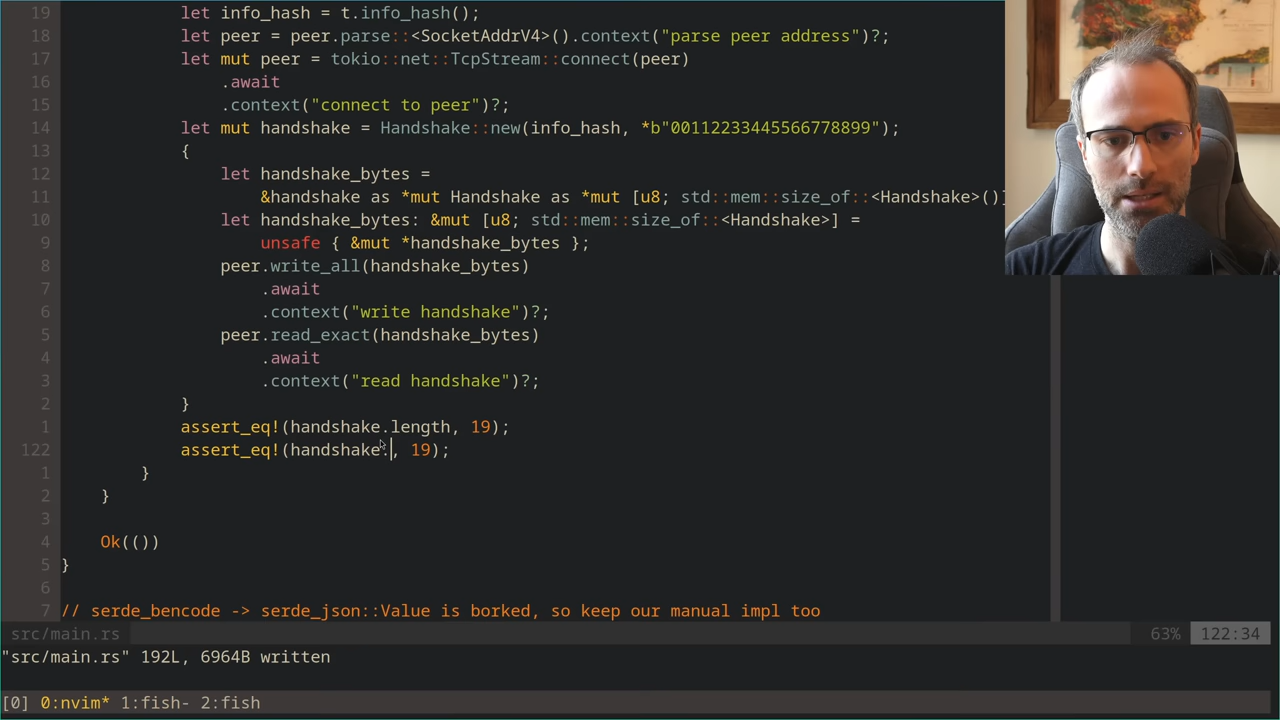 19 let info_hash = t.info_hash();
18 let peer = peer.parse::<SocketAddrV4>().context("parse peer address")?;
17 let mut peer = tokio::net::TcpStream::connect(peer)
16 .await
15 .context("connect to peer")?;
14 let mut handshake = Handshake::new(info_hash, *b"00112233445566778899");
13 {
12 let handshake_bytes =
11 &handshake as *mut Handshake as *mut [u8; std::mem::size_of::<Handshake>()]
10 let handshake_bytes: &mut [u8; std::mem::size_of::<Handshake>] =
9 unsafe { &mut *handshake_bytes };
8 peer.write_all(handshake_bytes)
7 .await
6 .context("write handshake")?;
5 peer.read_exact(handshake_bytes)
4 .await
3 .context("read handshake")?;
2 }
1 assert_eq!(handshake.length, 19);
122 assert_eq!(handshake., 19);
1 }
2 }
3
4 Ok(())
5 }
6
7 // serde_bencode -> serde_json::Value is borked, so keep our manual impl too
src/main.rs 63% 122:34
"src/main.rs" 192L, 6964B written
[0] 0:nvim* 1:fish- 2:fish